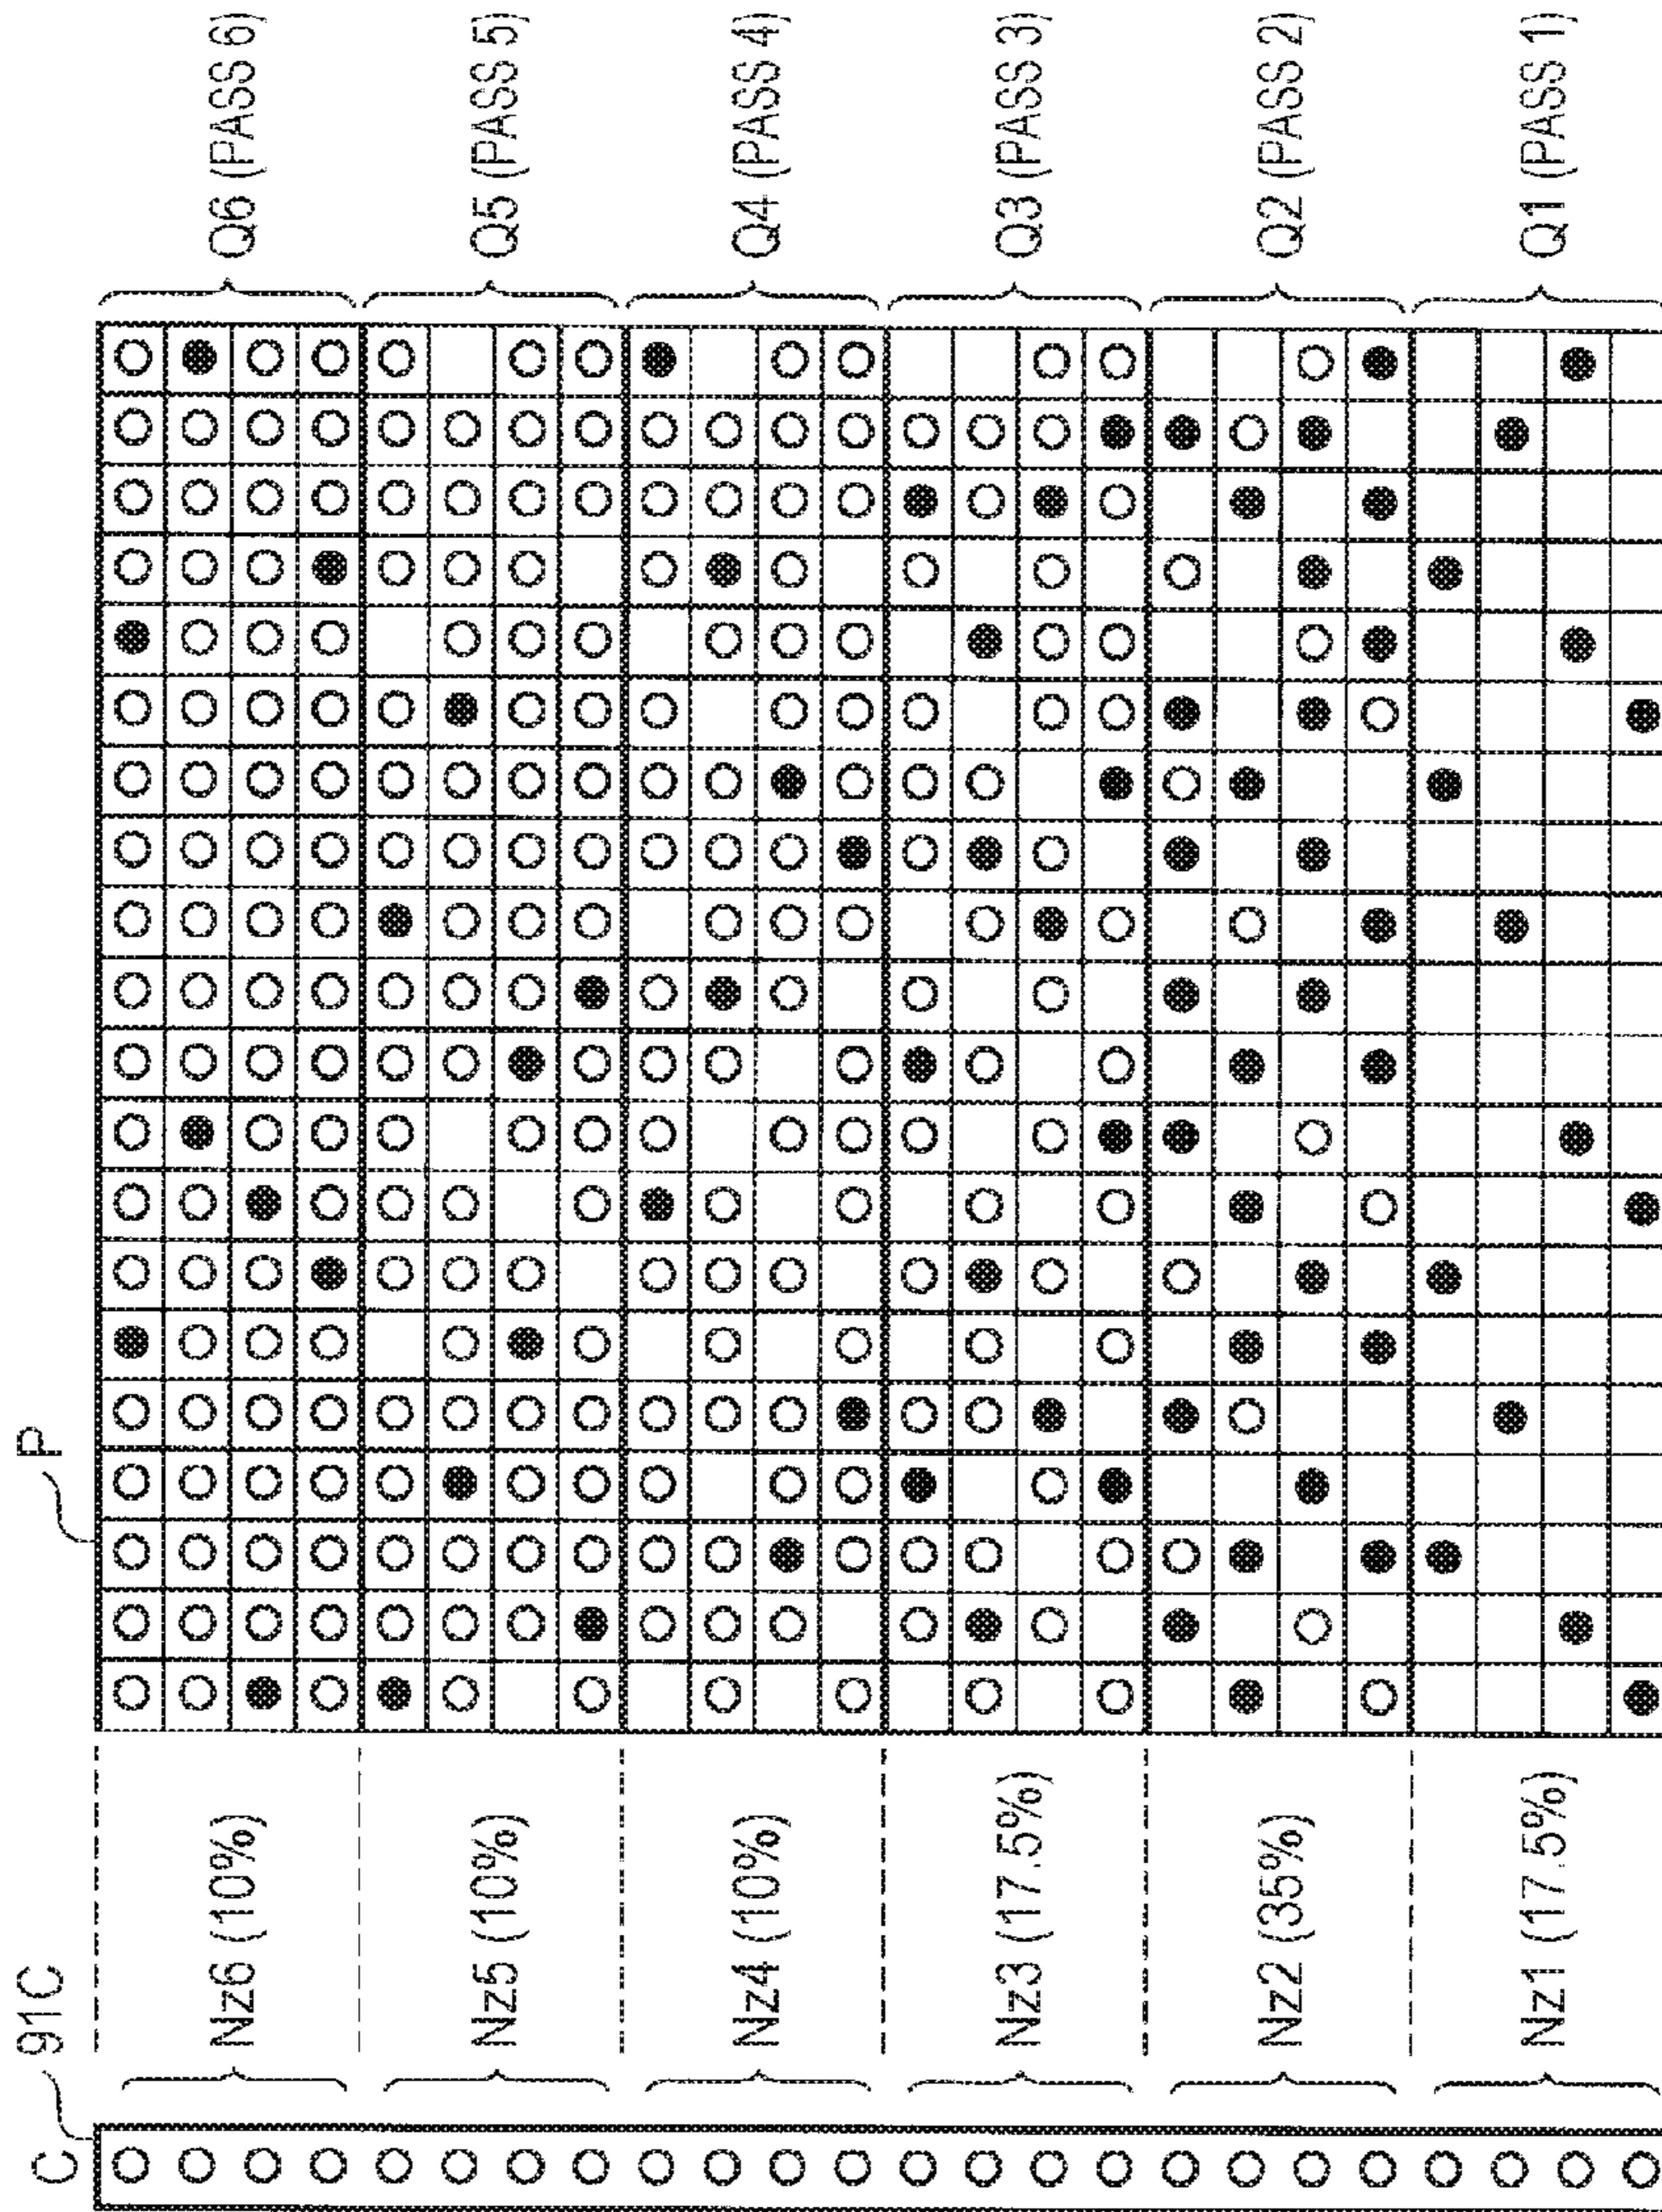 C
91C
P
Nz6 (10%)
Nz5 (10%)
Nz4 (10%)
Nz3 (17.5%)
Nz2 (35%)
Nz1 (17.5%)
Q6 (PASS 6)
Q5 (PASS 5)
Q4 (PASS 4)
Q3 (PASS 3)
Q2 (PASS 2)
Q1 (PASS 1)